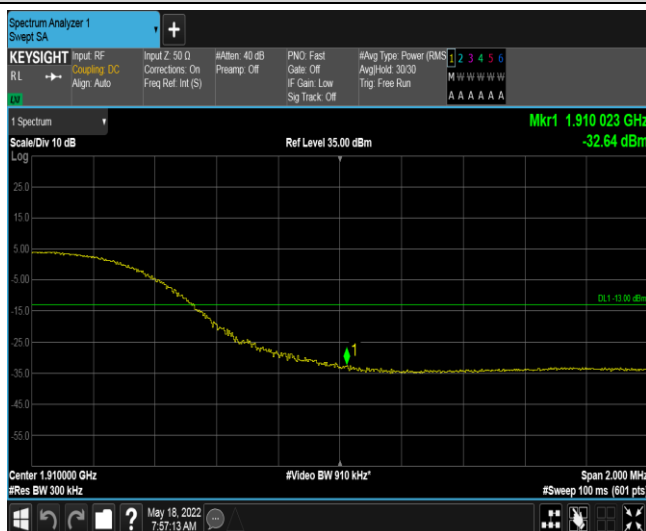 Spectrum Analyzer 1
Swept SA
KEYSIGHT
RL
LNI
Input: RF
Coupling: DC
Align: Auto
Input Z: 50 Ω
Corrections: On
Freq Ref: Int (S)
#Atten: 40 dB
Preamp: Off
PNO: Fast
Gate: Off
IF Gain: Low
Sig Track: Off
#Avg Type: Power (RMS
Avg|Hold: 30/30
Trig: Free Run
1 2 3 4 5 6
M W W W W W
A A A A A A
1 Spectrum
Mkr1 1.910 023 GHz
Scale/Div 10 dB
Ref Level 35.00 dBm
-32.64 dBm
Log
25.0
15.0
5.00
-5.00
DL1 -13.00 dBm
-15.0
-25.0
1
-35.0
-45.0
-55.0
Center 1.910000 GHz
#Video BW 910 kHz*
Span 2.000 MHz
#Res BW 300 kHz
#Sweep 100 ms (601 pts)
?
May 18, 2022
7:57:13 AM